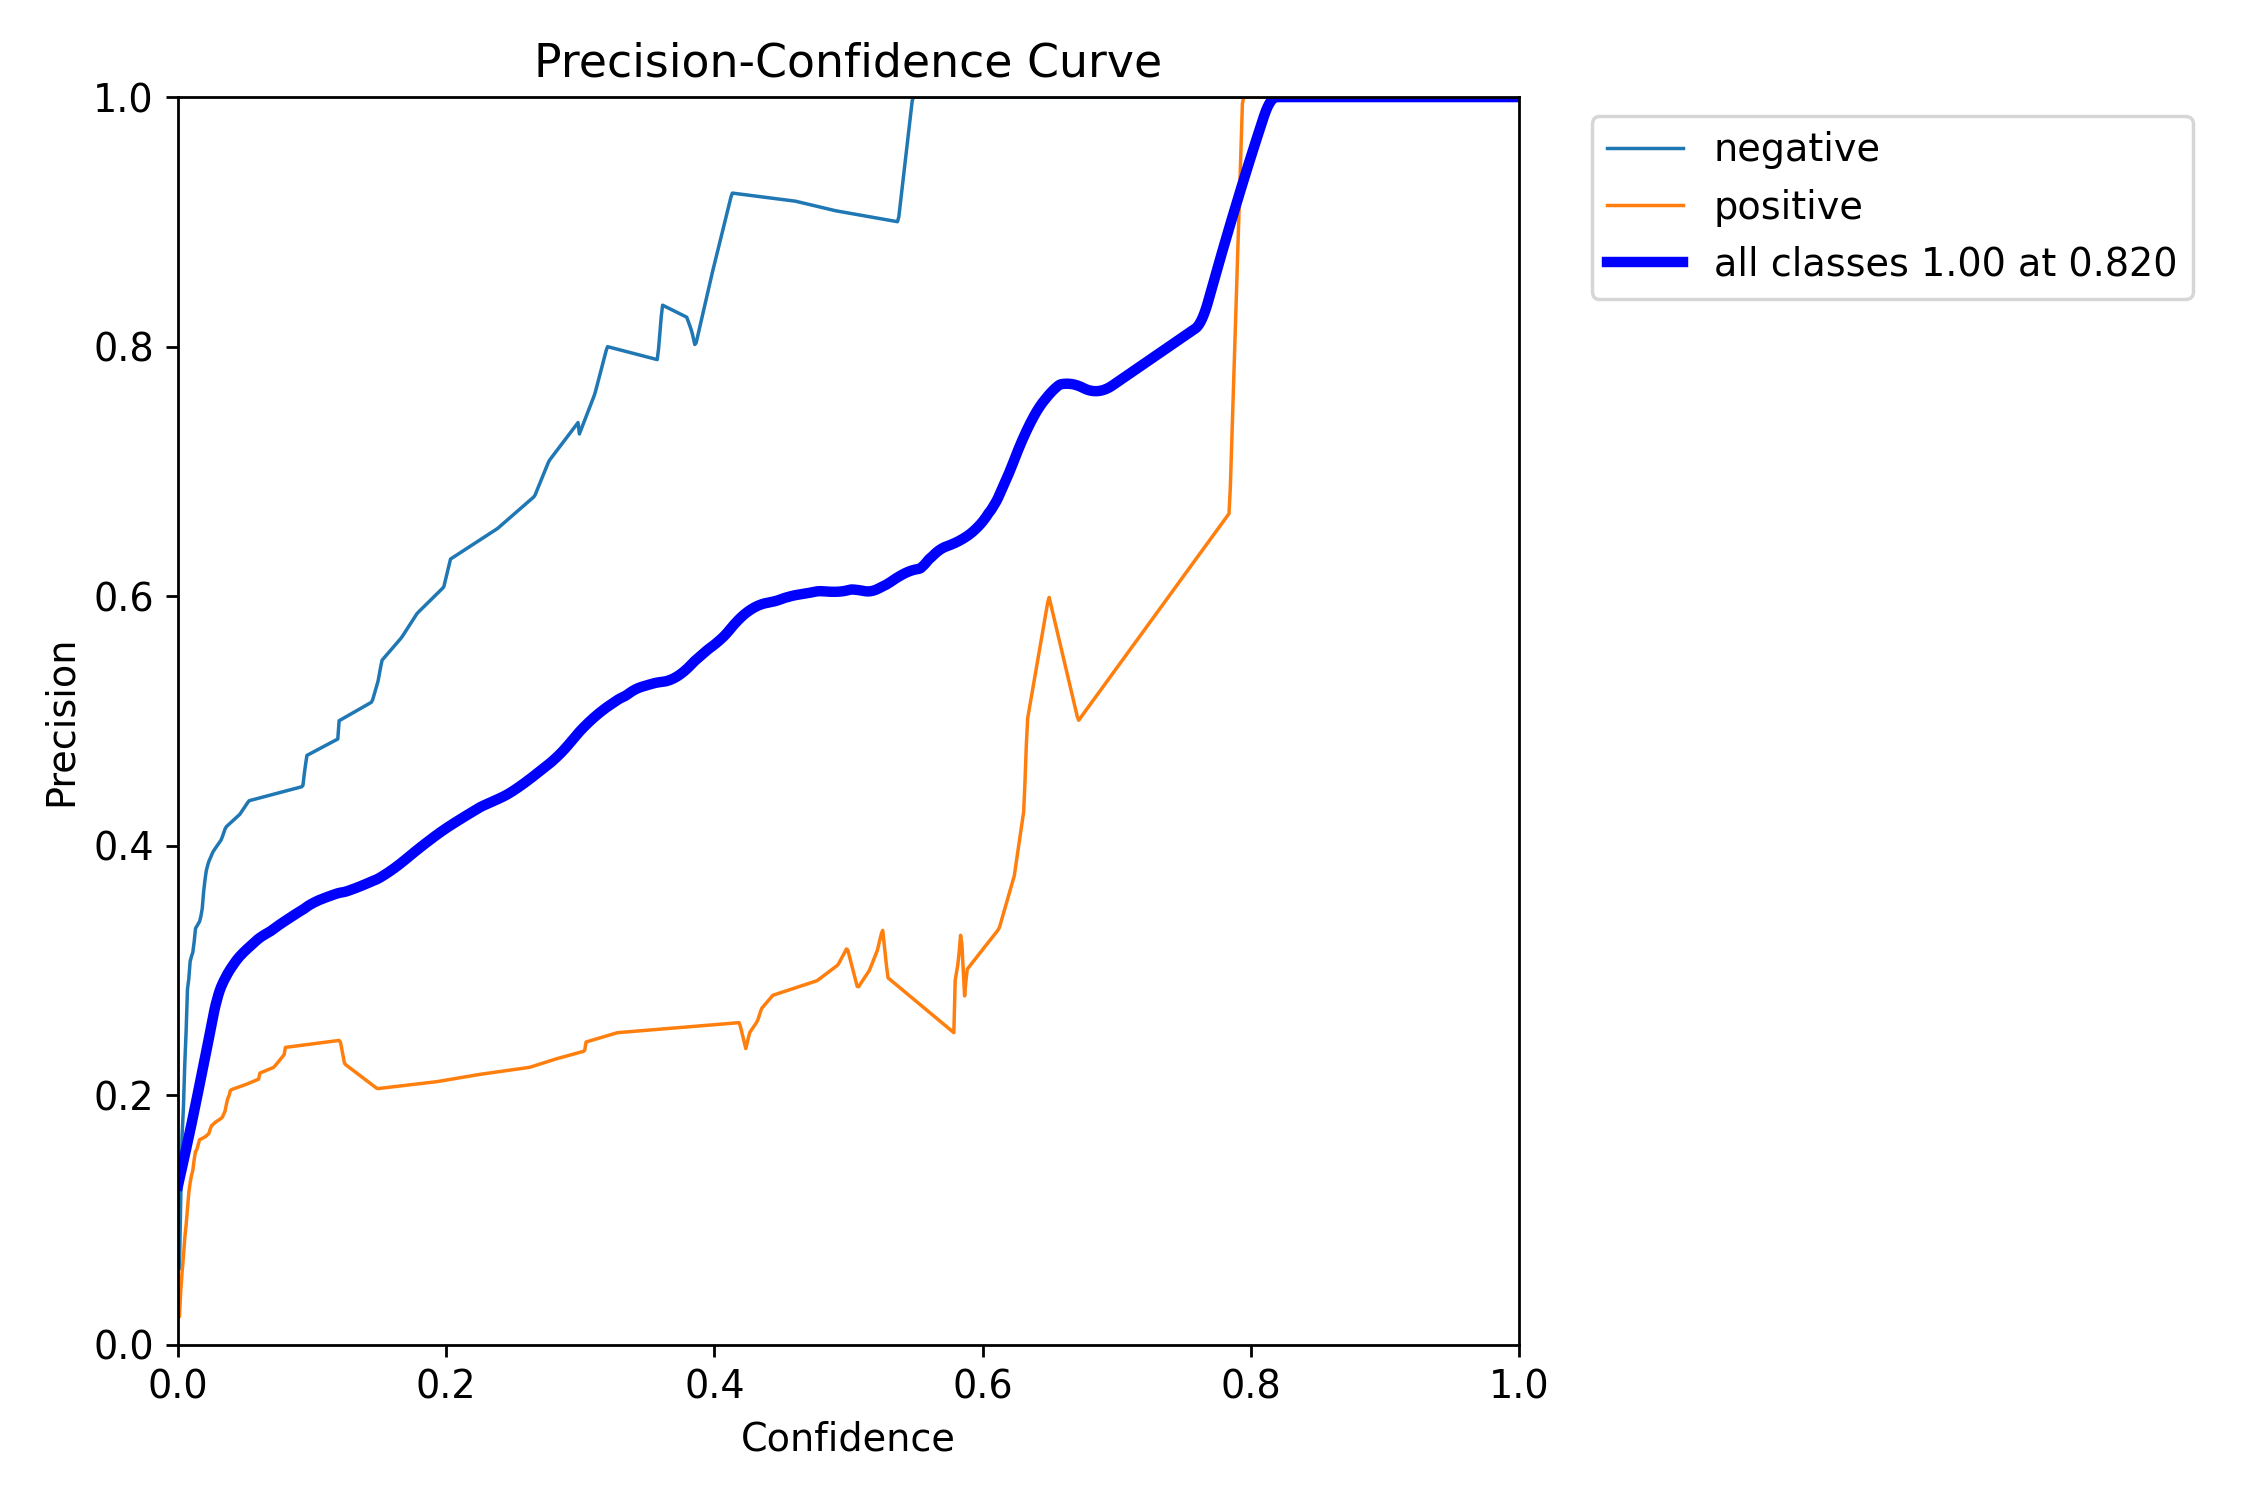 Precision-Confidence Curve
1.0
0.8
0.6
0.4
0.2
0.0
Precision
0.0 0.2 0.4 0.6 0.8 1.0
Confidence
negative
positive
all classes 1.00 at 0.820